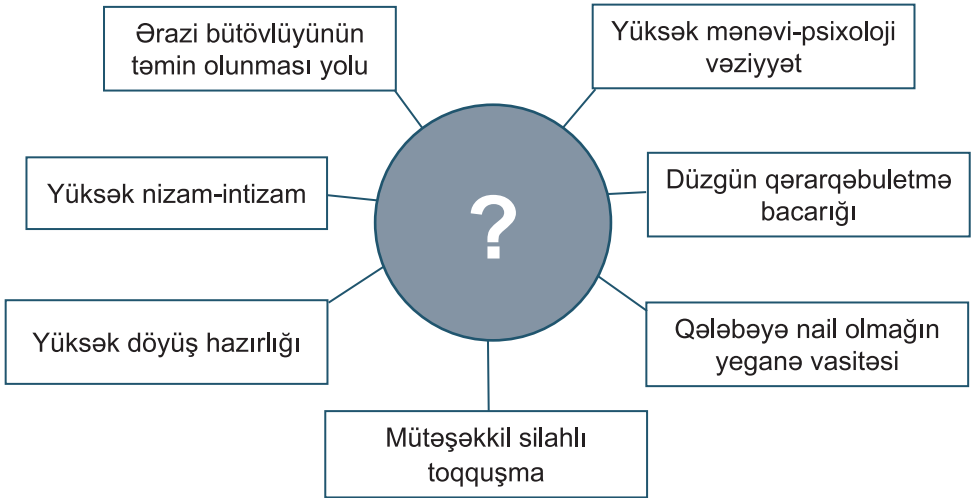 Ərazi bütövlüyünün
təmin olunması yolu
Yüksək mənəvi-psixoloji
vəziyyət
Yüksək nizam-intizam
Düzgün qərarqəbuletmə
bacarığı
?
Yüksək döyüş hazırlığı
Qələbəyə nail olmağın
yeganə vasitəsi
Mütəşəkkil silahlı
toqquşma